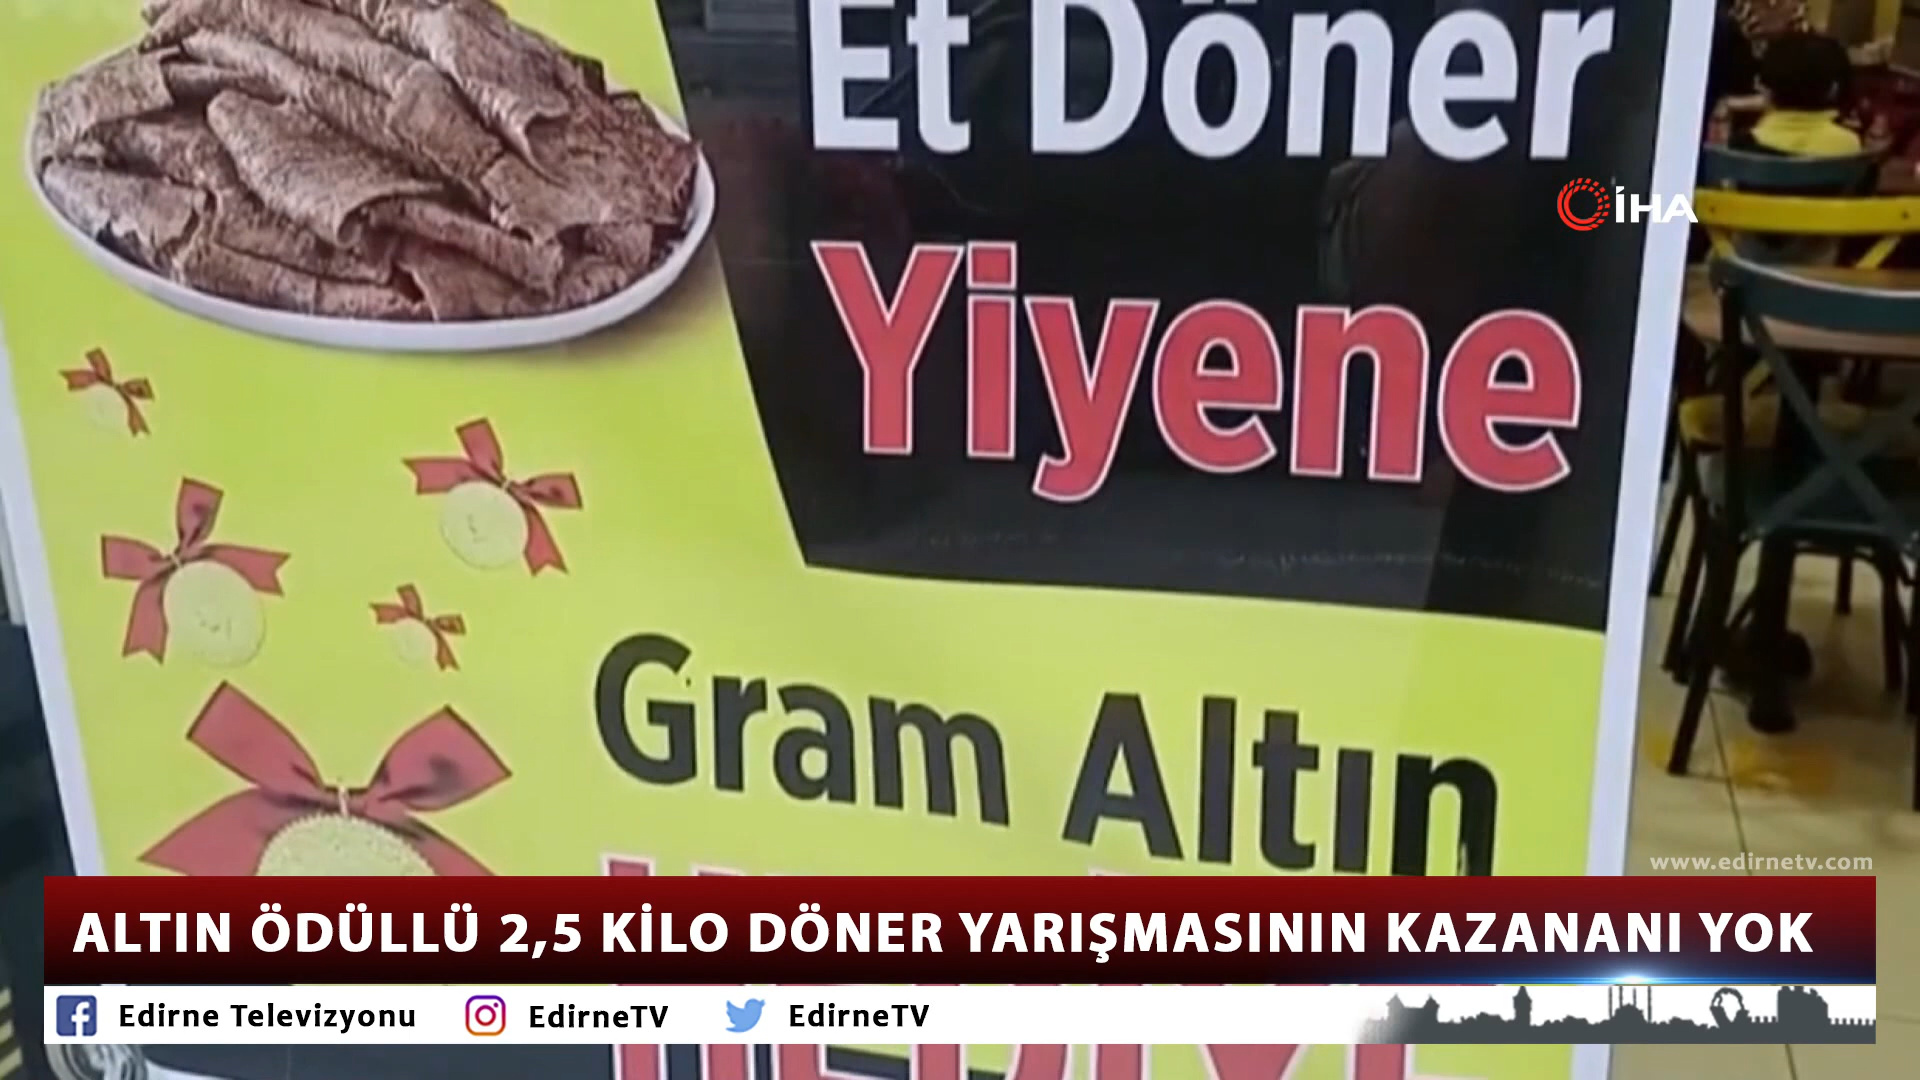 Et Döner
İHA
Yiyene
Gram Altın
www.edirnetv.com
ALTIN ÖDÜLLÜ 2,5 KİLO DÖNER YARIŞMASININ KAZANANI YOK
Edirne Televizyonu EdirneTV EdirneTV